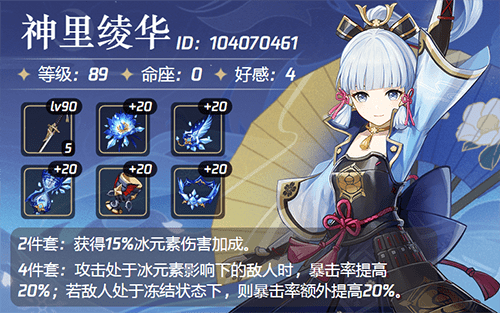 神里绫华 ID：104070461
等级：89 命座：0 好感：4
lv90 +20 +20
5
+20 +20 +20
2件套：获得15%冰元素伤害加成。
4件套：攻击处于冰元素影响下的敌人时，暴击率提高
20%；若敌人处于冻结状态下，则暴击率额外提高20%。